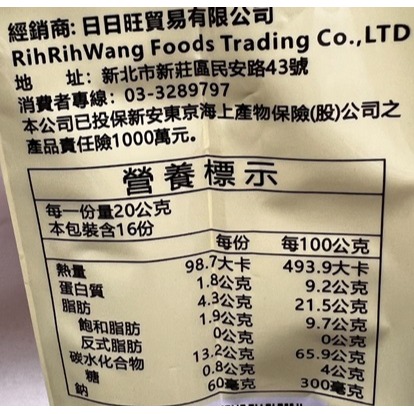 經銷商: 日日旺貿易有限公司
RihRihWang Foods Trading Co.,LTD
地　　址: 新北市新莊區民安路43號
消費者專線: 03-3289797
本公司已投保新安東京海上產物保險(股)公司之
產品責任險1000萬元。
營養標示
每一份量20公克
本包裝含16份
每份 每100公克
熱量 98.7大卡 493.9大卡
蛋白質 1.8公克 9.2公克
脂肪 4.3公克 21.5公克
飽和脂肪 1.9公克 9.7公克
反式脂肪 0公克 0公克
碳水化合物 13.2公克 65.9公克
糖 0.8公克 4公克
鈉 60毫克 300毫克